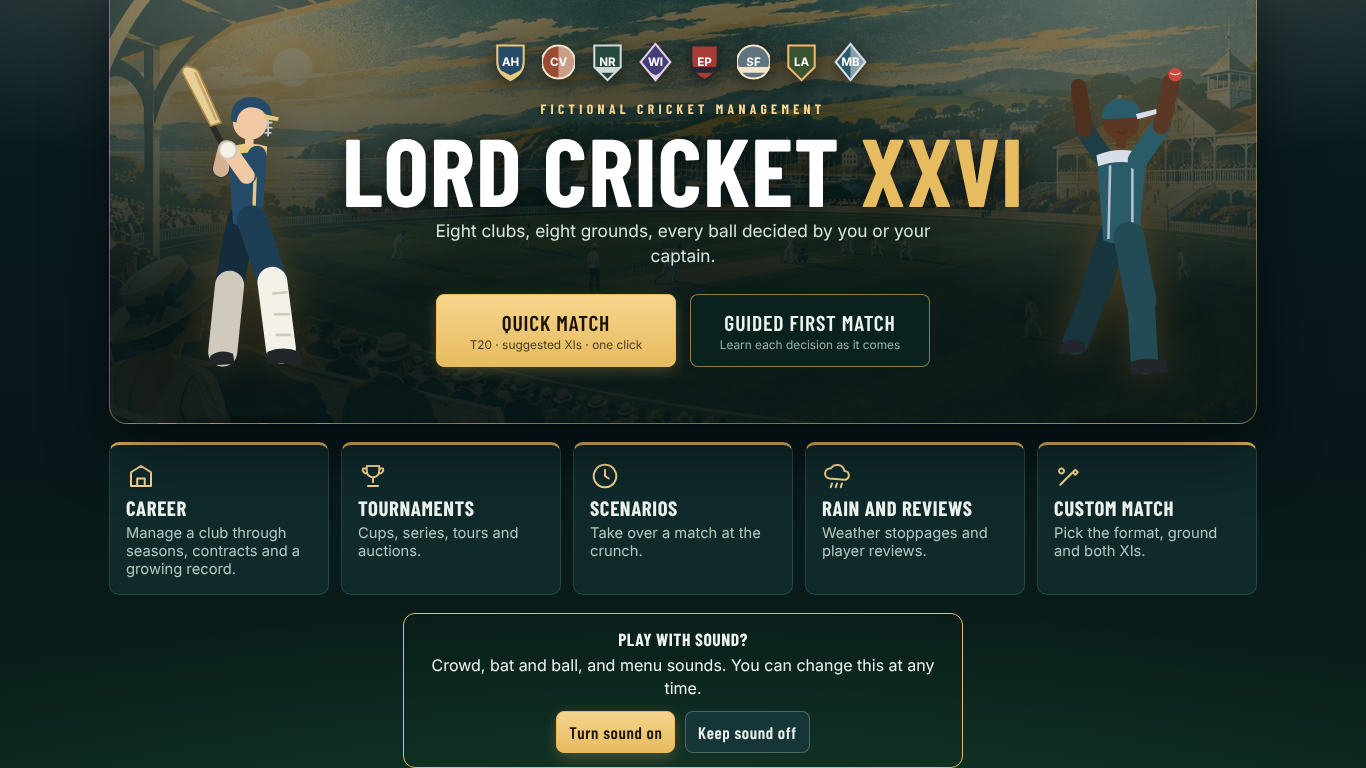 AH CV NR WI EP SF LA MB
FICTIONAL CRICKET MANAGEMENT
LORD CRICKET XXVI
Eight clubs, eight grounds, every ball decided by you or your
captain.
QUICK MATCH
T20 · suggested XIs · one click
GUIDED FIRST MATCH
Learn each decision as it comes
CAREER
Manage a club through
seasons, contracts and a
growing record.
TOURNAMENTS
Cups, series, tours and
auctions.
SCENARIOS
Take over a match at the
crunch.
RAIN AND REVIEWS
Weather stoppages and
player reviews.
CUSTOM MATCH
Pick the format, ground
and both XIs.
PLAY WITH SOUND?
Crowd, bat and ball, and menu sounds. You can change this at any
time.
Turn sound on
Keep sound off